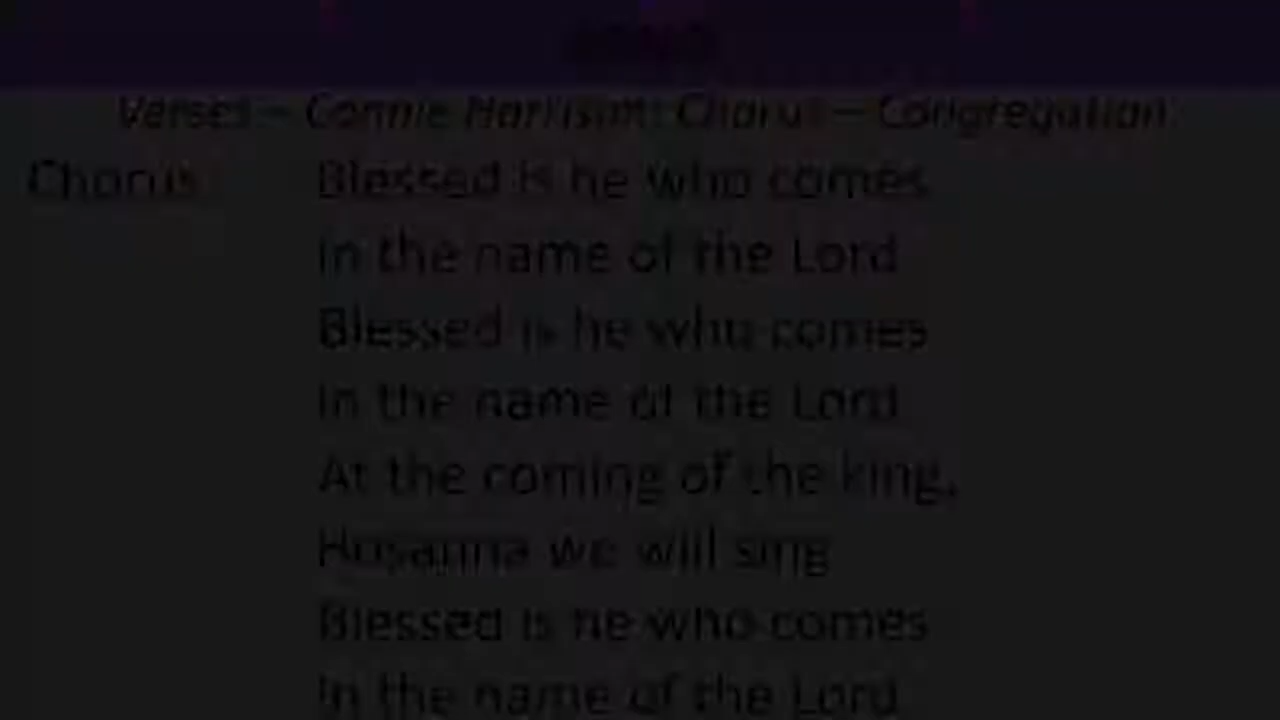 Verses – Connie Harrison: Chorus – Congregation
Chorus Blessed is he who comes
In the name of the Lord
Blessed is he who comes
In the name of the Lord
At the coming of the king,
Hosanna we will sing
Blessed is he who comes
In the name of the Lord